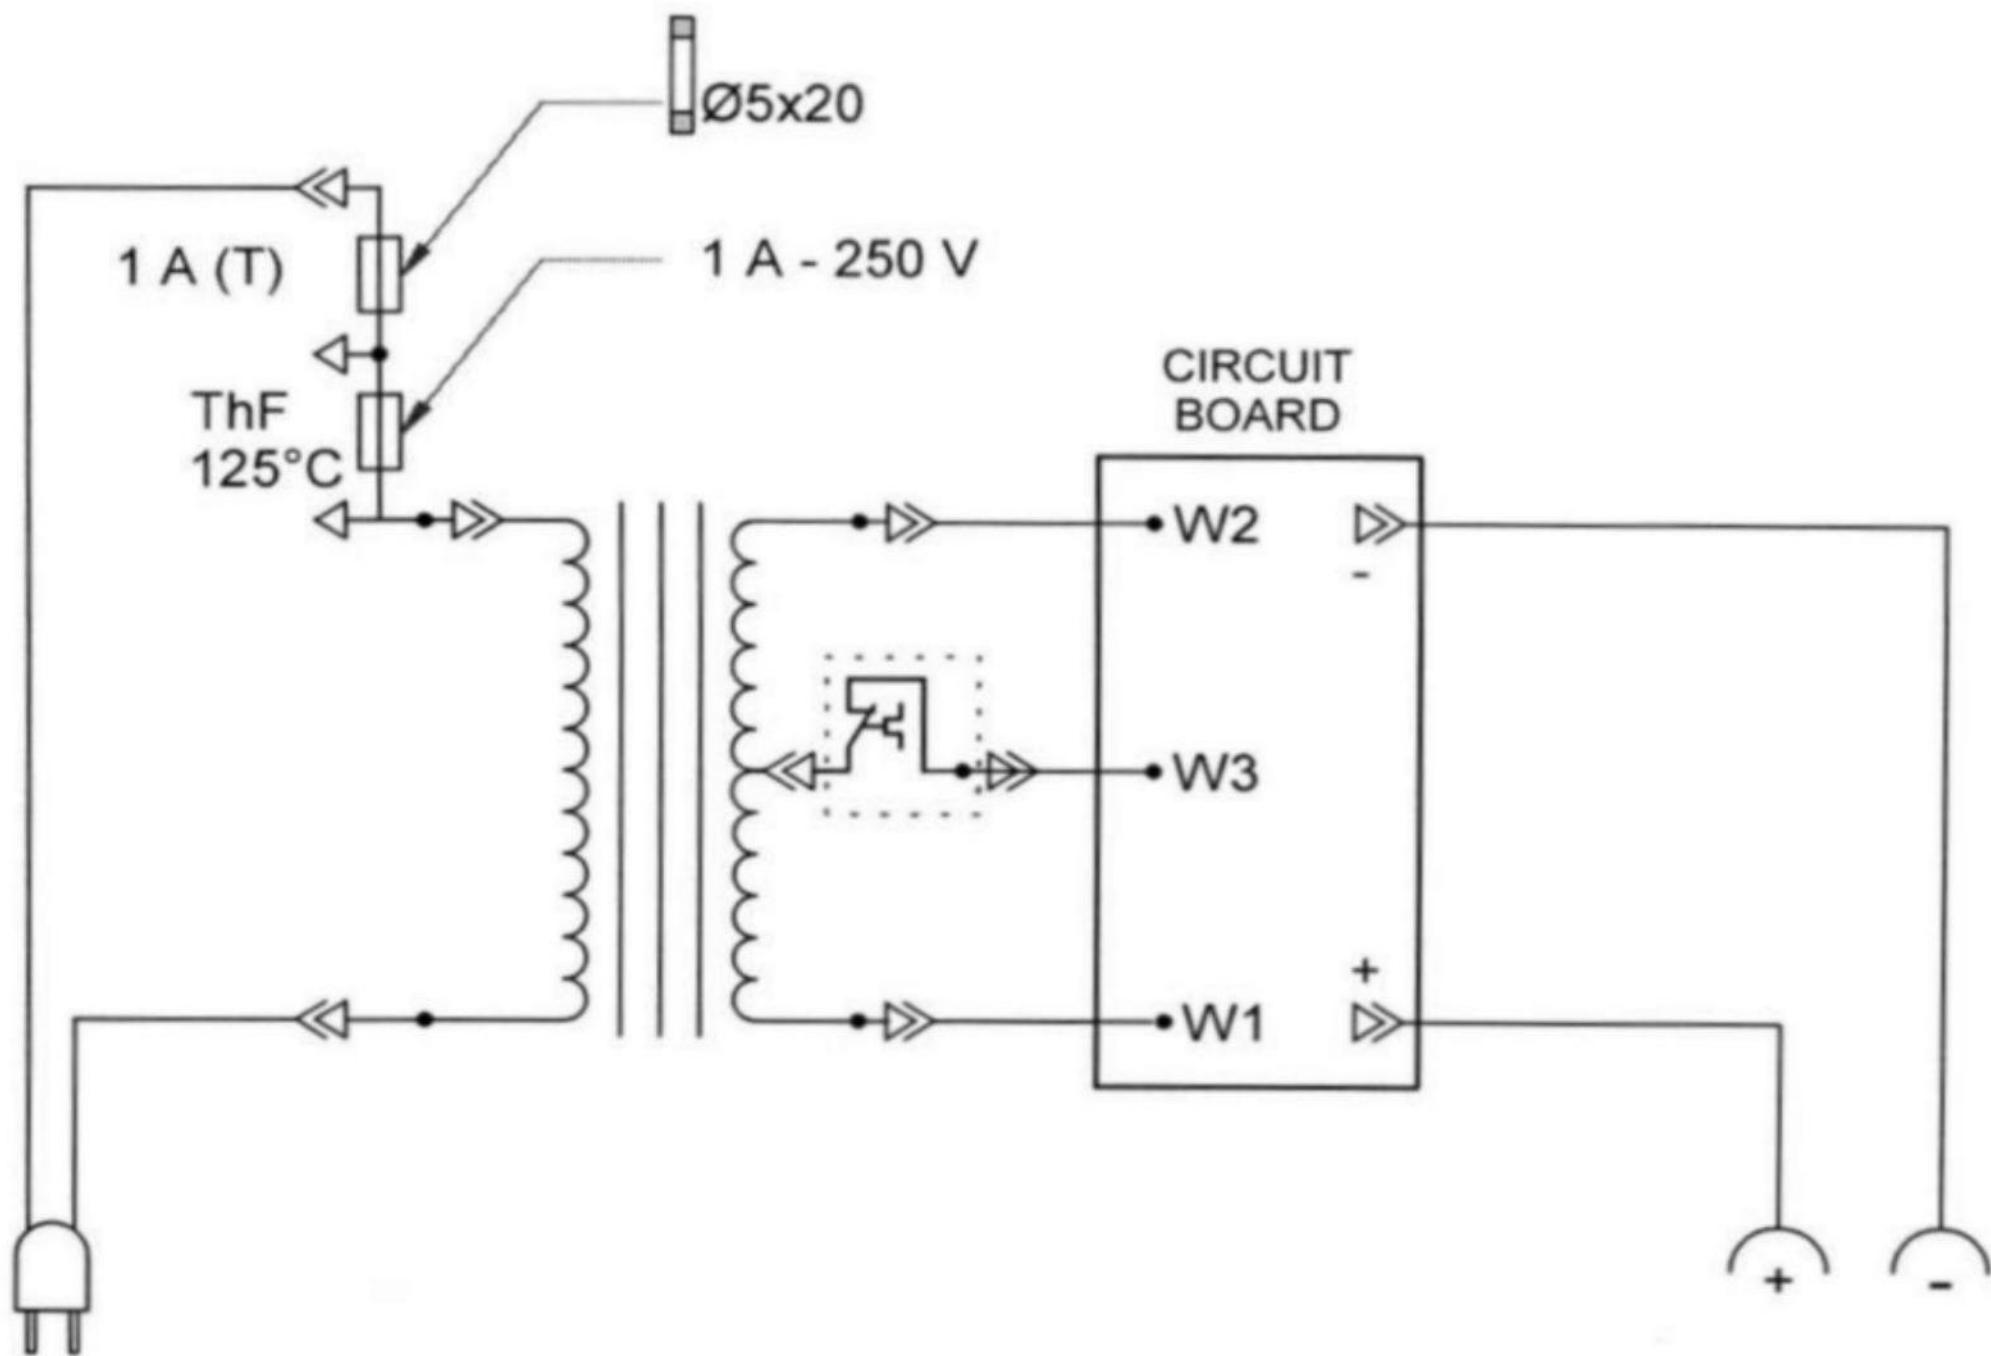 Ø5x20
1 A (T)
1 A - 250 V
ThF
125°C
CIRCUIT
BOARD
W2
-
W3
+
W1
+
-